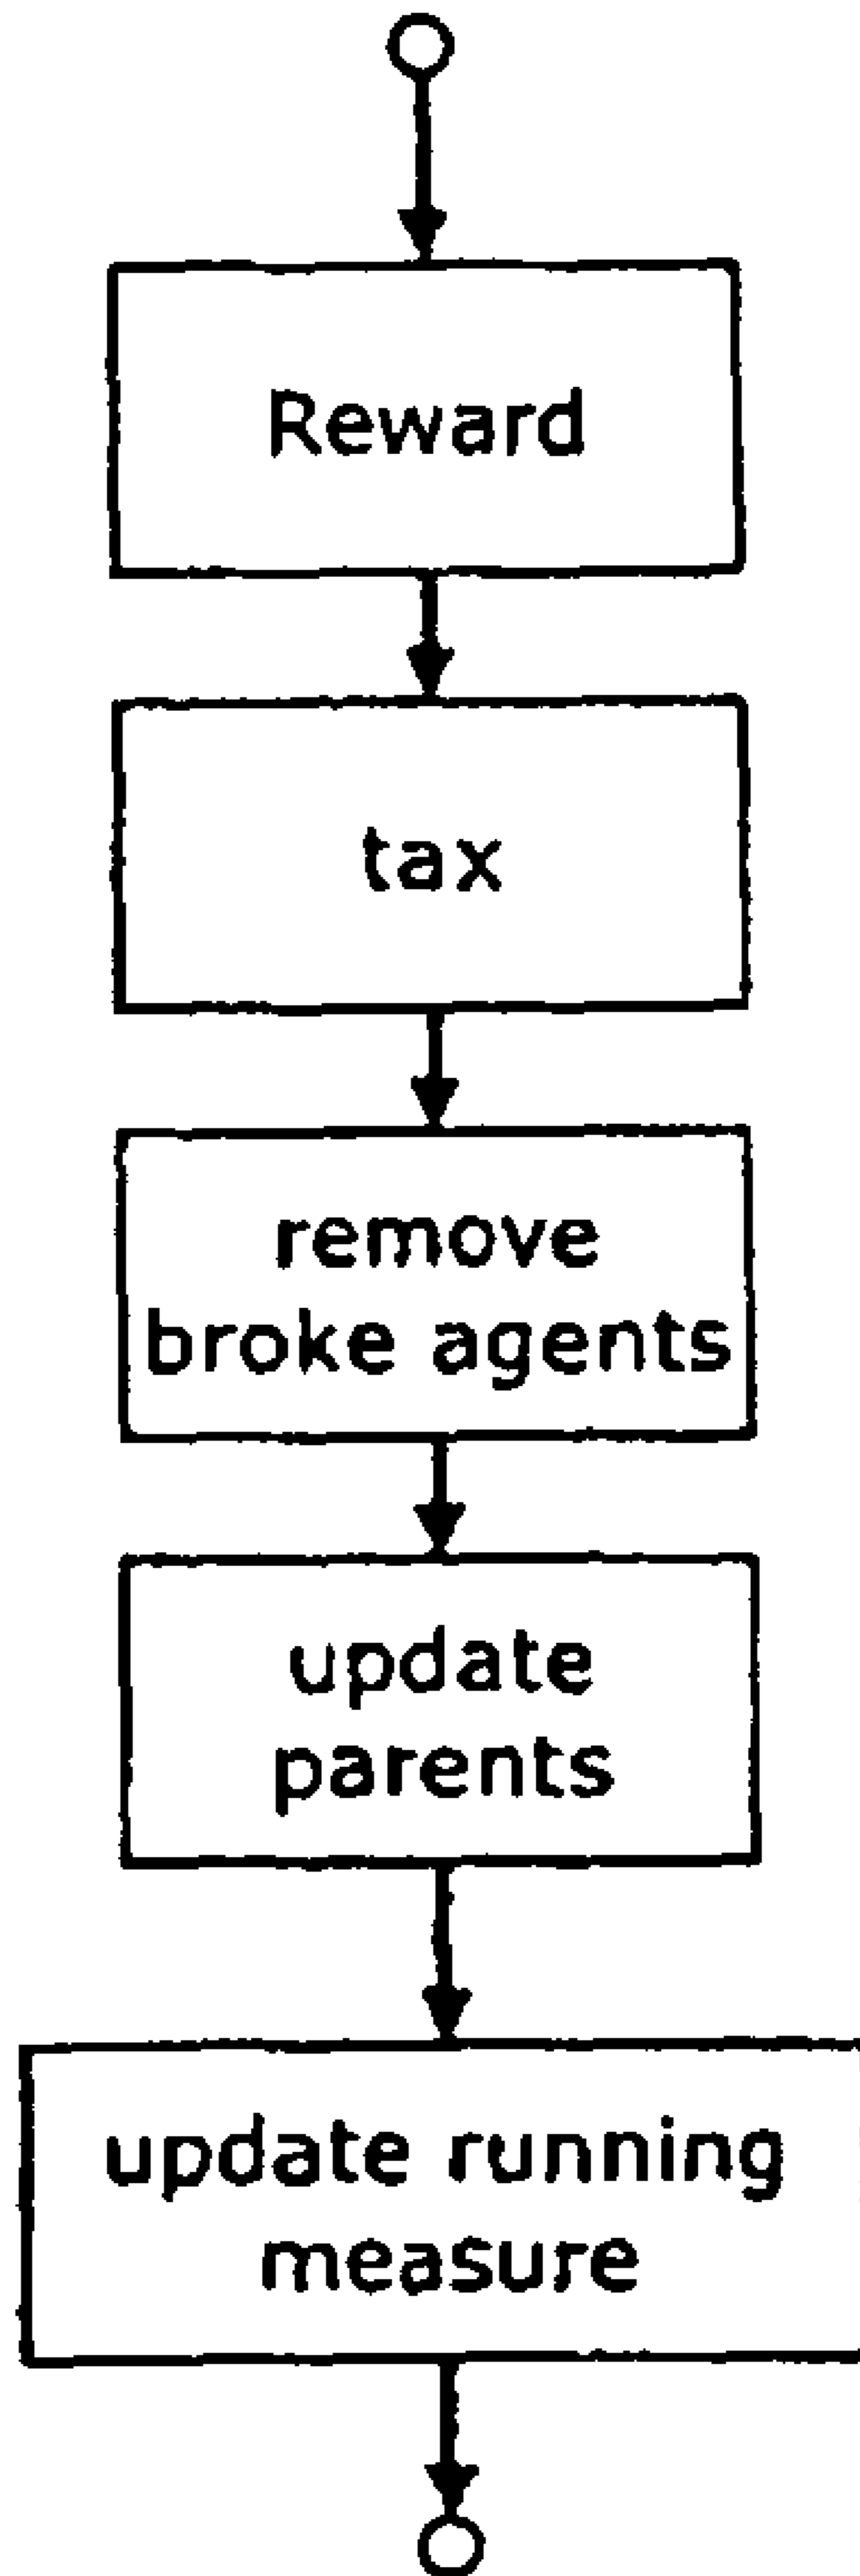 Reward
tax
remove
broke agents
update
parents
update running
measure